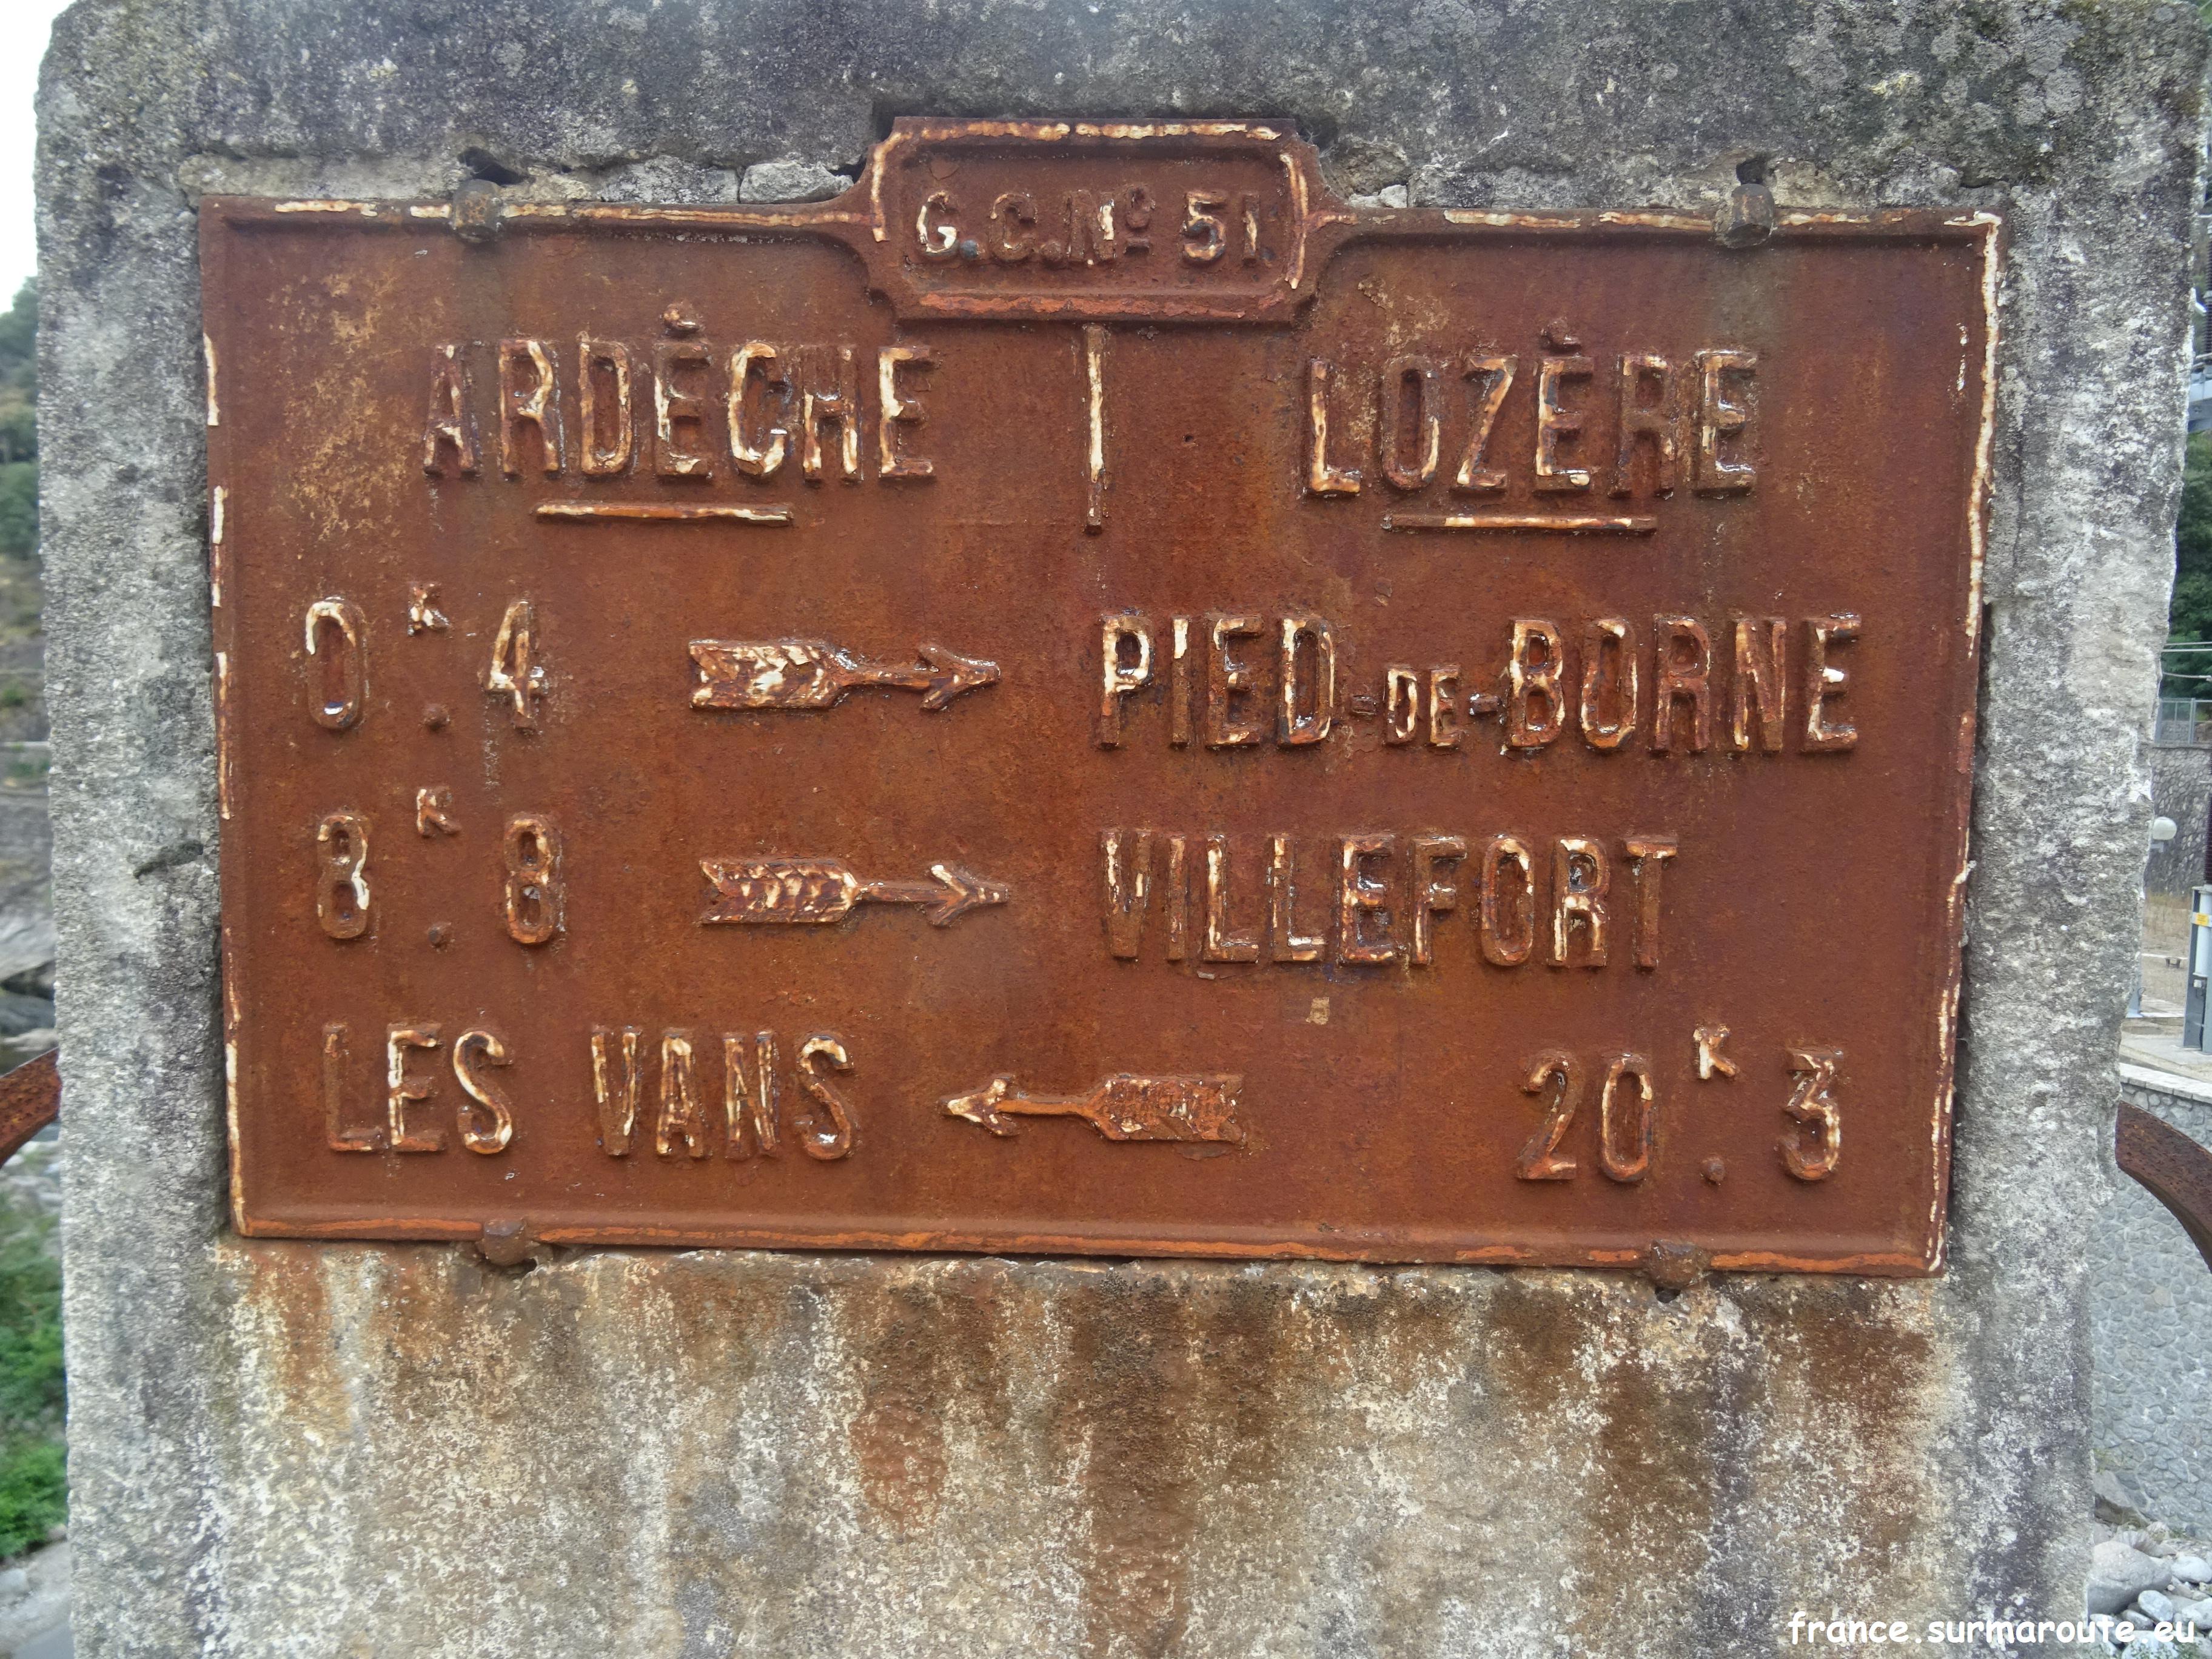 G.C.Nº 51.
ARDÈCHE | LOZÈRE
0K.4 → PIED-DE-BORNE
8K.8 → VILLEFORT
LES VANS ← 20K.3
france.surmaroute.eu